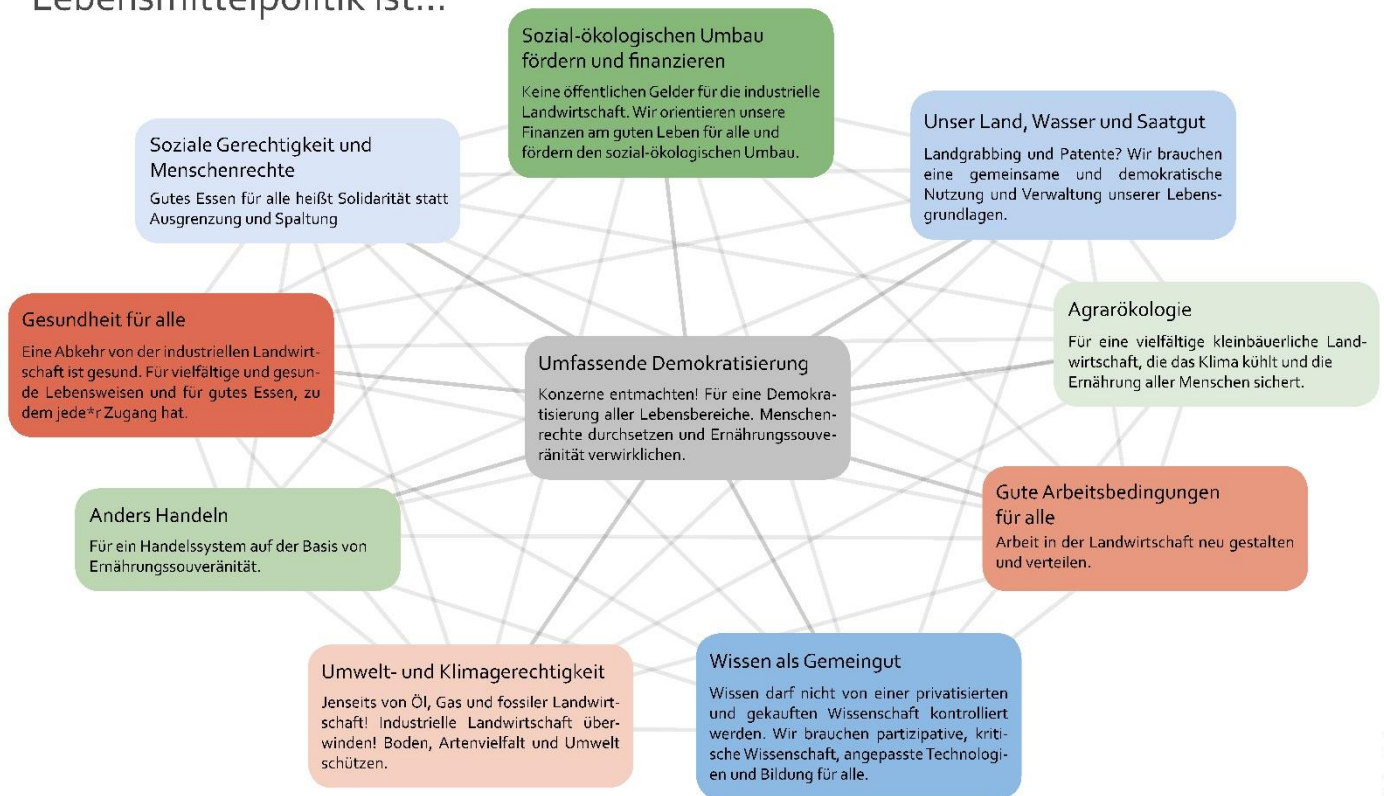 Lebensmittelpolitik ist...
Sozial-ökologischen Umbau
fördern und finanzieren
Keine öffentlichen Gelder für die industrielle
Landwirtschaft. Wir orientieren unsere
Finanzen am guten Leben für alle und
fördern den sozial-ökologischen Umbau.
Soziale Gerechtigkeit und
Menschenrechte
Gutes Essen für alle heißt Solidarität statt
Ausgrenzung und Spaltung
Unser Land, Wasser und Saatgut
Landgrabbing und Patente? Wir brauchen
eine gemeinsame und demokratische
Nutzung und Verwaltung unserer Lebens-
grundlagen.
Gesundheit für alle
Eine Abkehr von der industriellen Landwirt-
schaft ist gesund. Für vielfältige und gesun-
de Lebensweisen und für gutes Essen, zu
dem jede*r Zugang hat.
Umfassende Demokratisierung
Konzerne entmachten! Für eine Demokra-
tisierung aller Lebensbereiche. Menschen-
rechte durchsetzen und Ernährungssouve-
ränität verwirklichen.
Agrarökologie
Für eine vielfältige kleinbäuerliche Land-
wirtschaft, die das Klima kühlt und die
Ernährung aller Menschen sichert.
Anders Handeln
Für ein Handelssystem auf der Basis von
Ernährungssouveränität.
Gute Arbeitsbedingungen
für alle
Arbeit in der Landwirtschaft neu gestalten
und verteilen.
Umwelt- und Klimagerechtigkeit
Jenseits von Öl, Gas und fossiler Landwirt-
schaft! Industrielle Landwirtschaft über-
winden! Boden, Artenvielfalt und Umwelt
schützen.
Wissen als Gemeingut
Wissen darf nicht von einer privatisierten
und gekauften Wissenschaft kontrolliert
werden. Wir brauchen partizipative, kriti-
sche Wissenschaft, angepasste Technologi-
en und Bildung für alle.